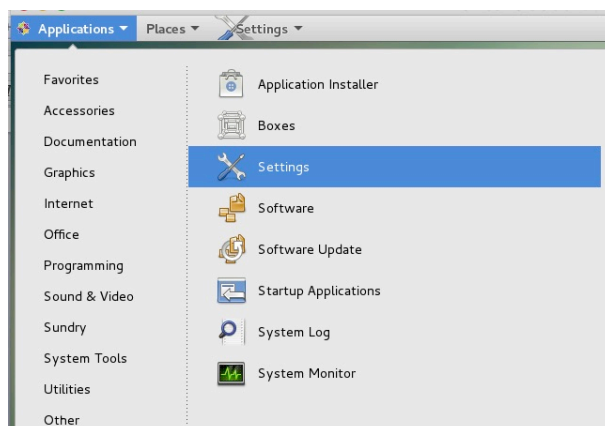 Applications Places Settings
Favorites
Accessories
Documentation
Graphics
Internet
Office
Programming
Sound & Video
Sundry
System Tools
Utilities
Other
Application Installer
Boxes
Settings
Software
Software Update
Startup Applications
System Log
System Monitor